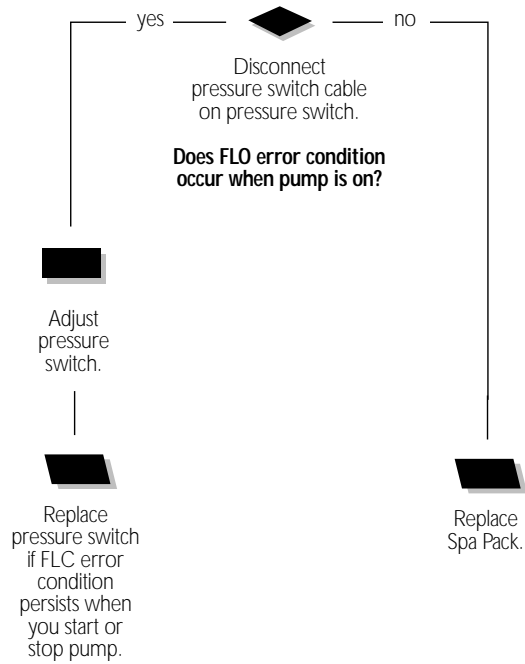 yes
no
Disconnect
pressure switch cable
on pressure switch.
Does FLO error condition
occur when pump is on?
Adjust
pressure
switch.
Replace
pressure switch
if FLC error
condition
persists when
you start or
stop pump.
Replace
Spa Pack.